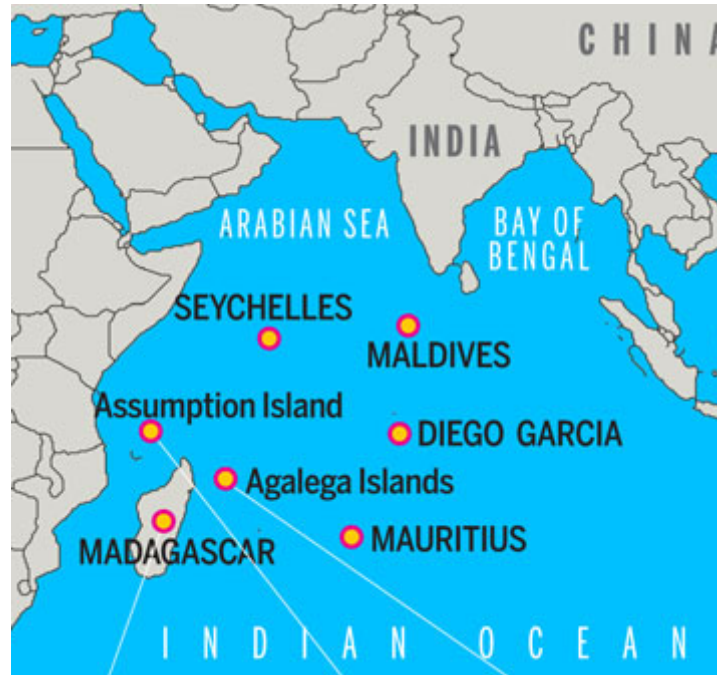 CHINA
INDIA
ARABIAN SEA
BAY OF
BENGAL
SEYCHELLES
MALDIVES
Assumption Island
DIEGO GARCIA
Agalega Islands
MAURITIUS
MADAGASCAR
INDIAN OCEAN